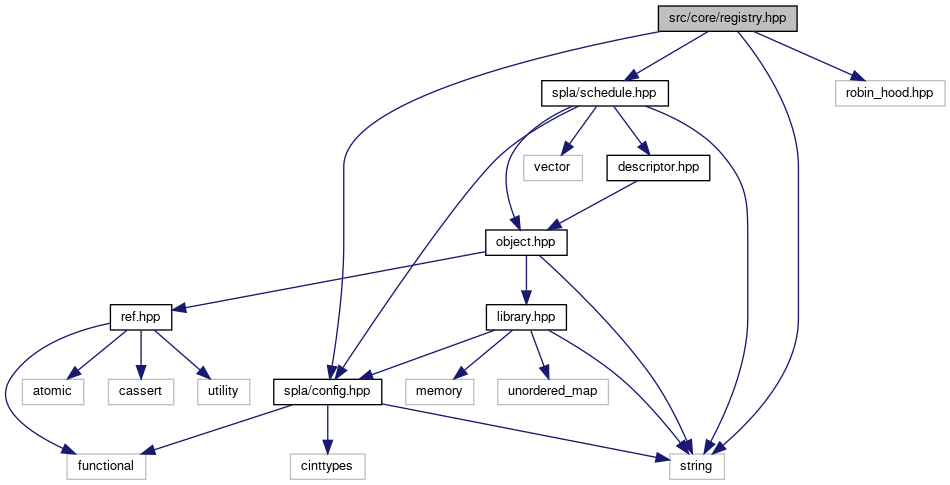 src/core/registry.hpp
spla/schedule.hpp
robin_hood.hpp
vector
descriptor.hpp
object.hpp
ref.hpp
library.hpp
atomic
cassert
utility
spla/config.hpp
memory
unordered_map
functional
cinttypes
string